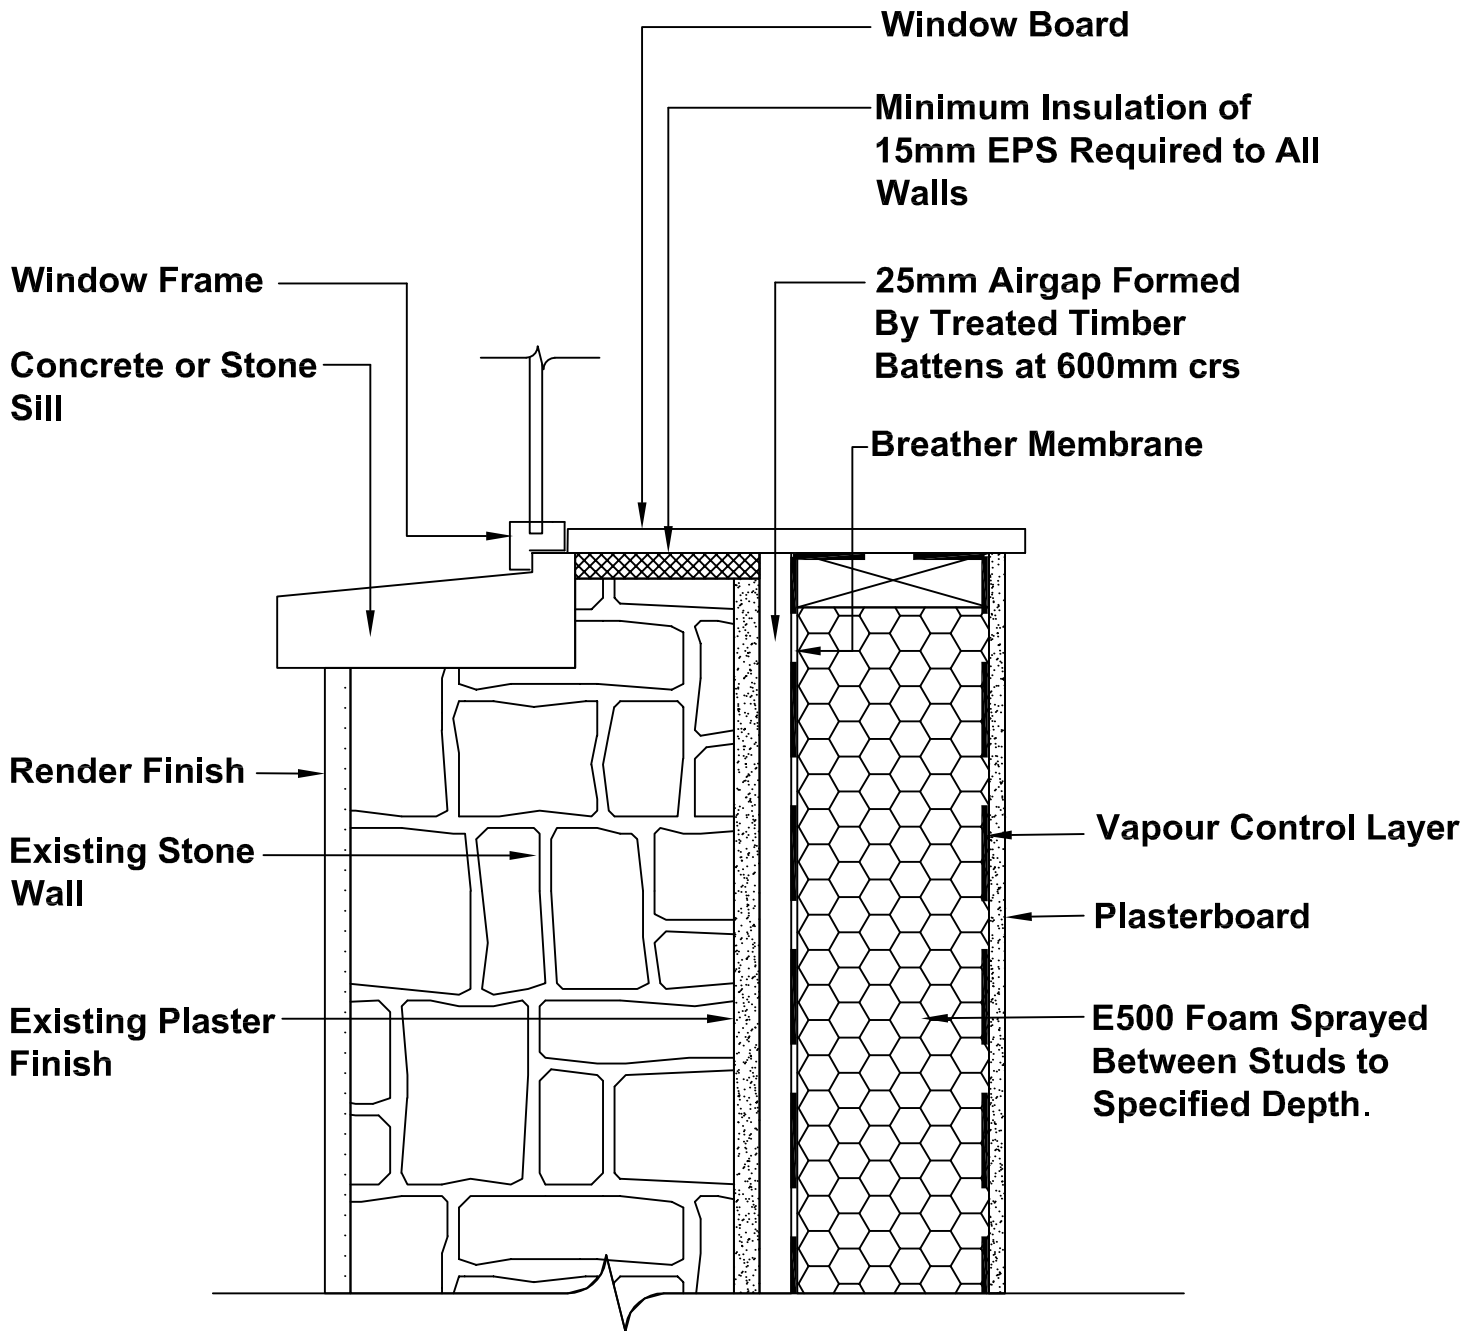 Window Board
Minimum Insulation of
15mm EPS Required to All
Walls
Window Frame
25mm Airgap Formed
By Treated Timber
Battens at 600mm crs
Concrete or Stone
Sill
Breather Membrane
Render Finish
Existing Stone
Wall
Vapour Control Layer
Plasterboard
Existing Plaster
Finish
E500 Foam Sprayed
Between Studs to
Specified Depth.